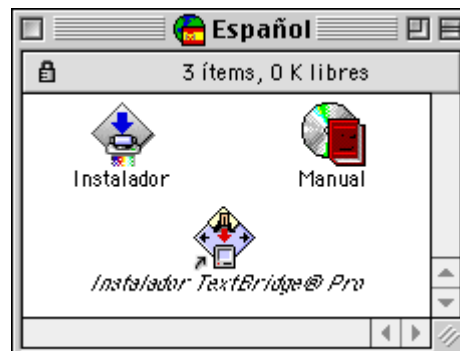 Español
3 ítems, 0 K libres
Instalador
Manual
Instalador TextBridge® Pro